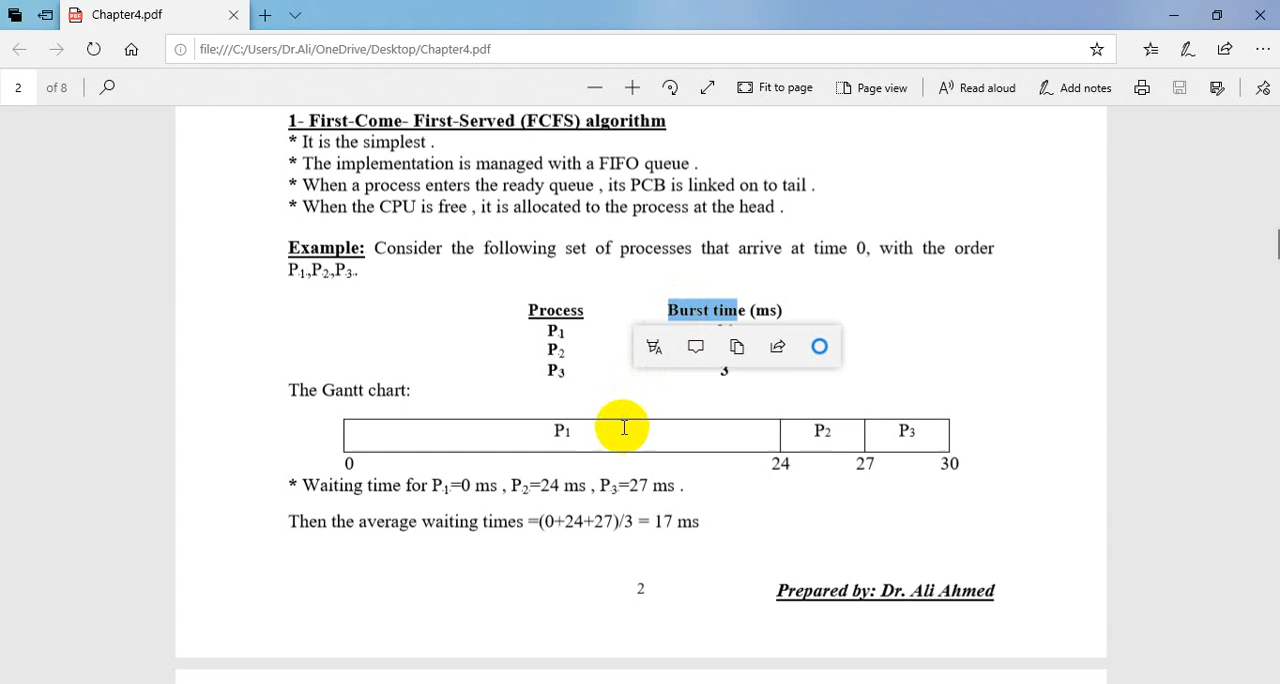 Chapter4.pdf
file:///C:/Users/Dr.Ali/OneDrive/Desktop/Chapter4.pdf
2 of 8 Fit to page Page view Read aloud Add notes
1- First-Come- First-Served (FCFS) algorithm
* It is the simplest .
* The implementation is managed with a FIFO queue .
* When a process enters the ready queue , its PCB is linked on to tail .
* When the CPU is free , it is allocated to the process at the head .
Example: Consider the following set of processes that arrive at time 0, with the order
P1,,P2,,P3..
Process Burst time (ms)
P1
P2
P3 3
The Gantt chart:
P1 P2 P3
0 24 27 30
* Waiting time for P1=0 ms , P2=24 ms , P3=27 ms .
Then the average waiting times =(0+24+27)/3 = 17 ms
2 Prepared by: Dr. Ali Ahmed